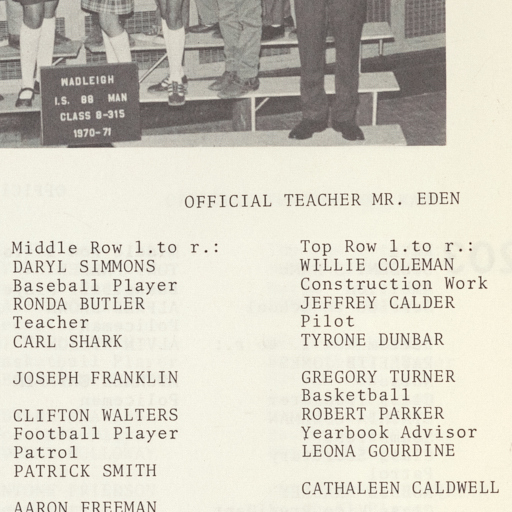 WADLEIGH
I.S. 88 MAN
CLASS 8-315
1970-71
OFFICIAL TEACHER MR. EDEN
Middle Row l.to r.:
DARYL SIMMONS
Baseball Player
RONDA BUTLER
Teacher
CARL SHARK
JOSEPH FRANKLIN
CLIFTON WALTERS
Football Player
Patrol
PATRICK SMITH
AARON FREEMAN
Top Row l.to r.:
WILLIE COLEMAN
Construction Work
JEFFREY CALDER
Pilot
TYRONE DUNBAR
GREGORY TURNER
Basketball
ROBERT PARKER
Yearbook Advisor
LEONA GOURDINE
CATHALEEN CALDWELL